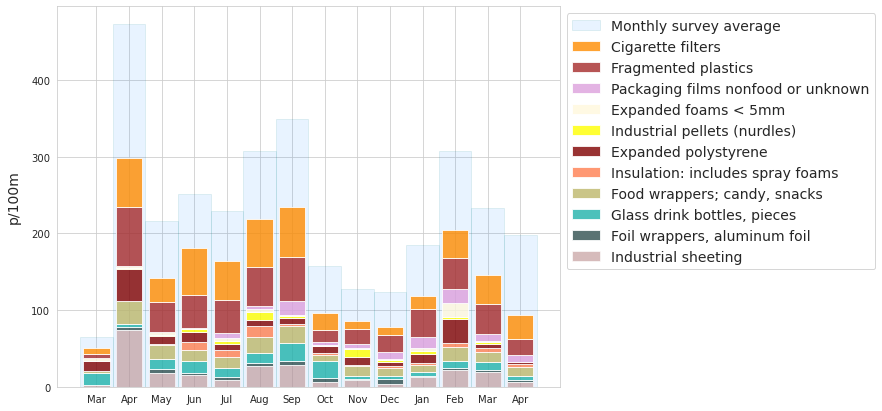 p/100m
400
300
200
100
0
Mar Apr May Jun Jul Aug Sep Oct Nov Dec Jan Feb Mar Apr
Monthly survey average
Cigarette filters
Fragmented plastics
Packaging films nonfood or unknown
Expanded foams < 5mm
Industrial pellets (nurdles)
Expanded polystyrene
Insulation: includes spray foams
Food wrappers; candy, snacks
Glass drink bottles, pieces
Foil wrappers, aluminum foil
Industrial sheeting